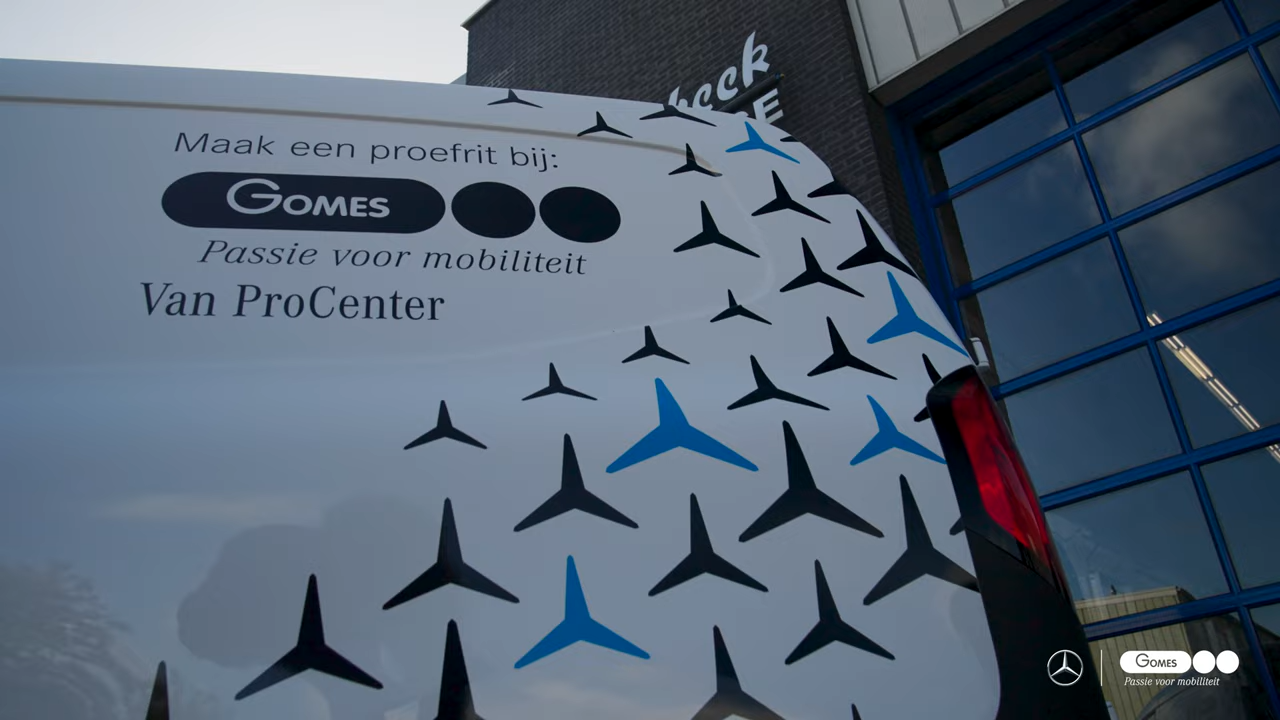 Maak een proefrit bij:
GOMES
Passie voor mobiliteit
Van ProCenter
GOMES
Passie voor mobiliteit